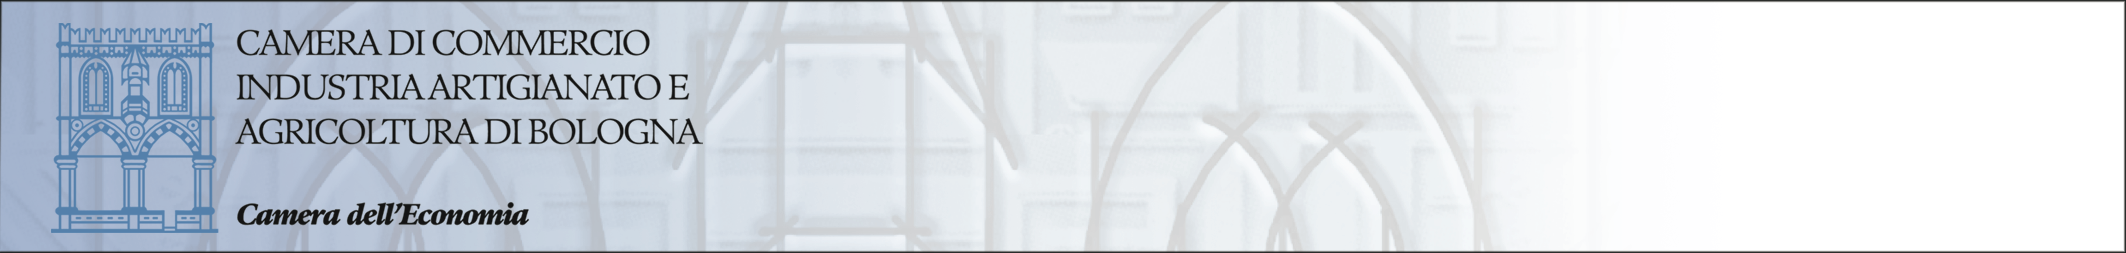 CAMERA DI COMMERCIO
INDUSTRIA ARTIGIANATO E
AGRICOLTURA DI BOLOGNA
Camera dell'Economia